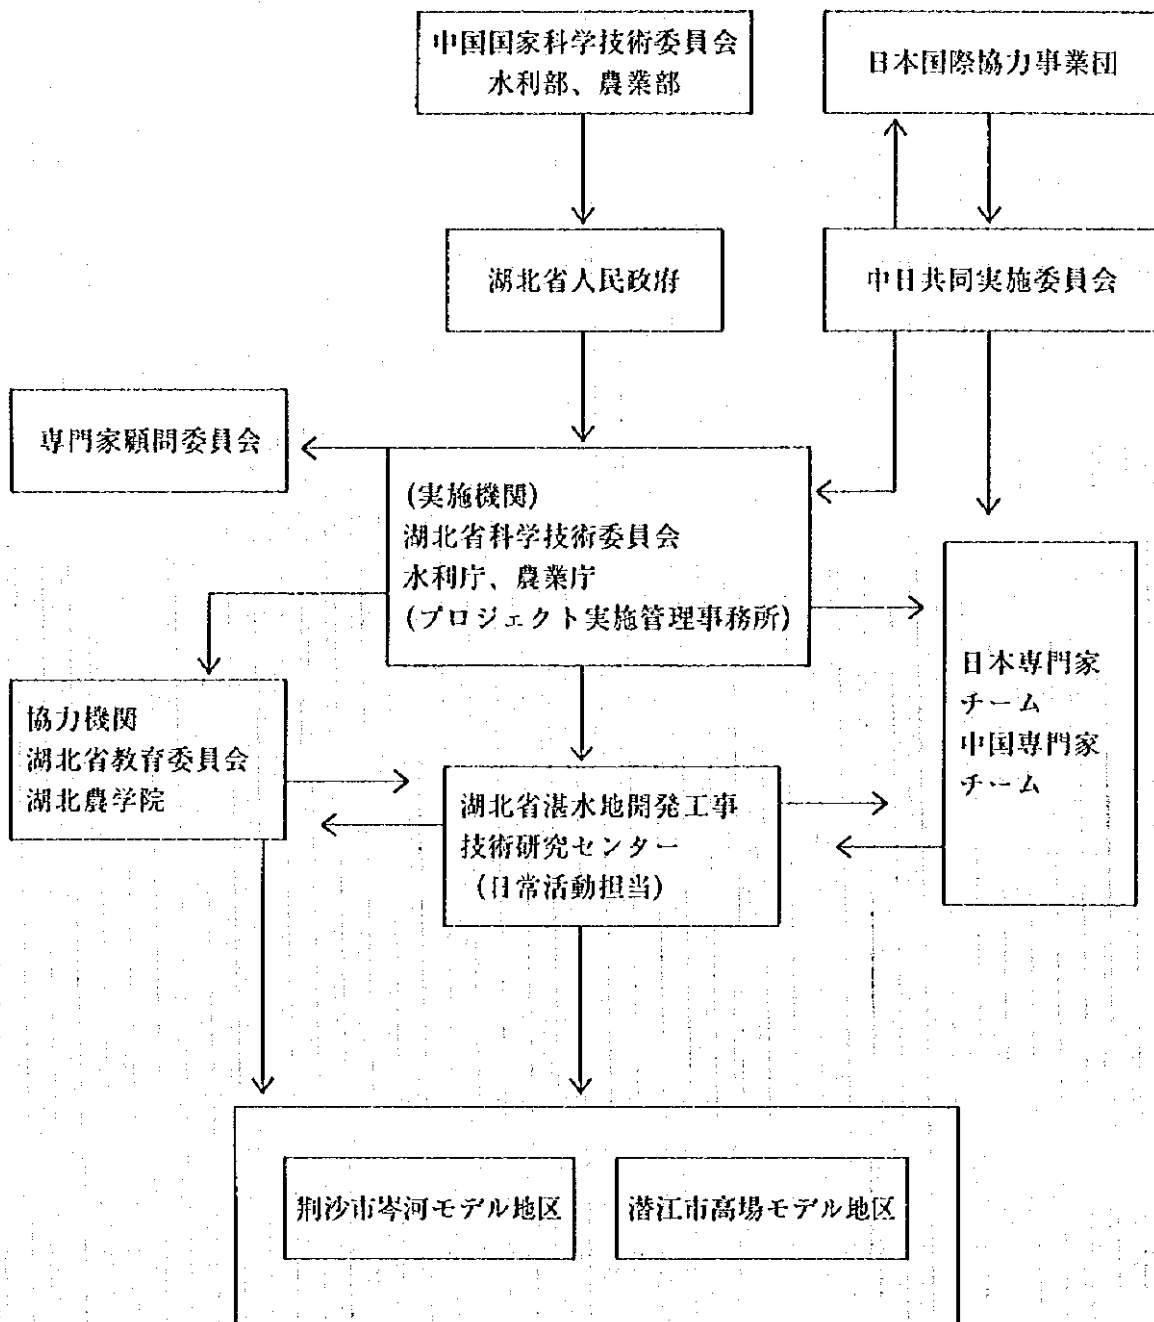 中国国家科学技術委員会
水利部、農業部
日本国際協力事業団
湖北省人民政府
中日共同実施委員会
専門家顧問委員会
(実施機関)
湖北省科学技術委員会
水利庁、農業庁
(プロジェクト実施管理事務所)
日本専門家
チーム
中国専門家
チーム
協力機関
湖北省教育委員会
湖北農学院
湖北省湛水地開発工事
技術研究センター
(日常活動担当)
荆沙市岑河モデル地区
潜江市高場モデル地区